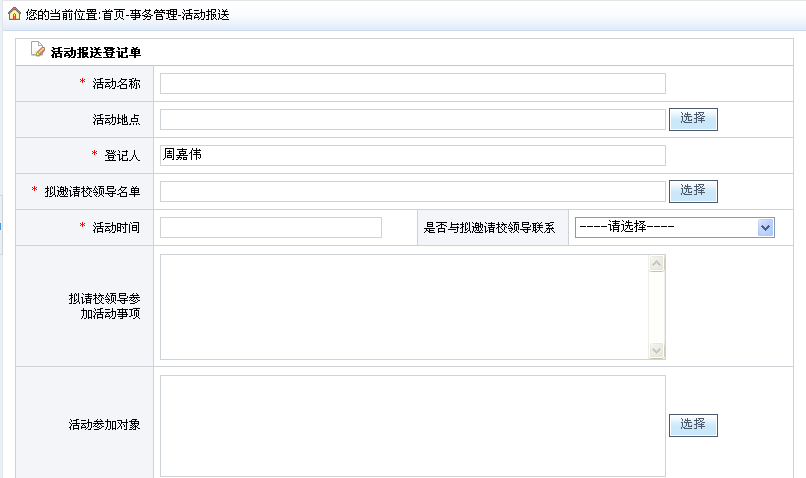 您的当前位置:首页-事务管理-活动报送
活动报送登记单
* 活动名称
活动地点 选择
* 登记人 周嘉伟
* 拟邀请校领导名单 选择
* 活动时间 是否与拟邀请校领导联系 ----请选择----
拟请校领导参
加活动事项
活动参加对象 选择